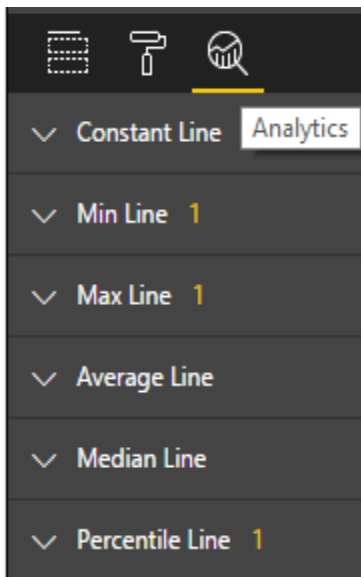 Constant Line
Analytics
Min Line 1
Max Line 1
Average Line
Median Line
Percentile Line 1